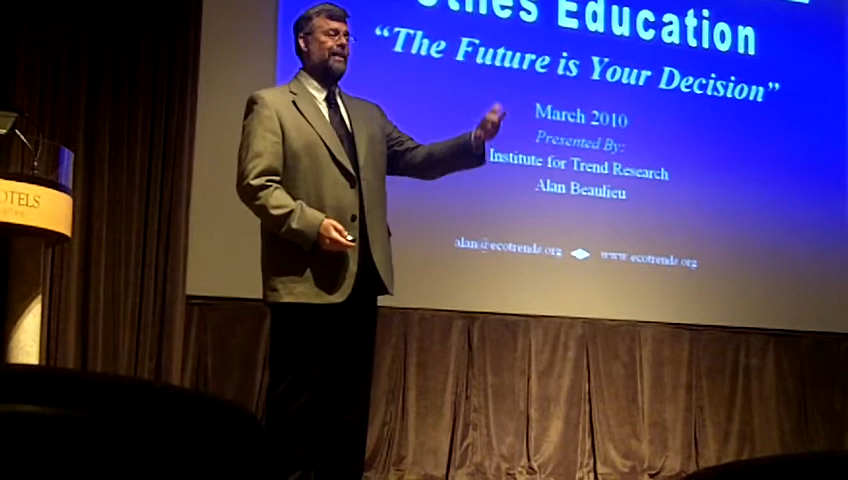 Education
“The Future is Your Decision”
March 2010
Presented By:
Institute for Trend Research
Alan Beaulieu
alan@ecotrends.org www.ecotrends.org
OTELS